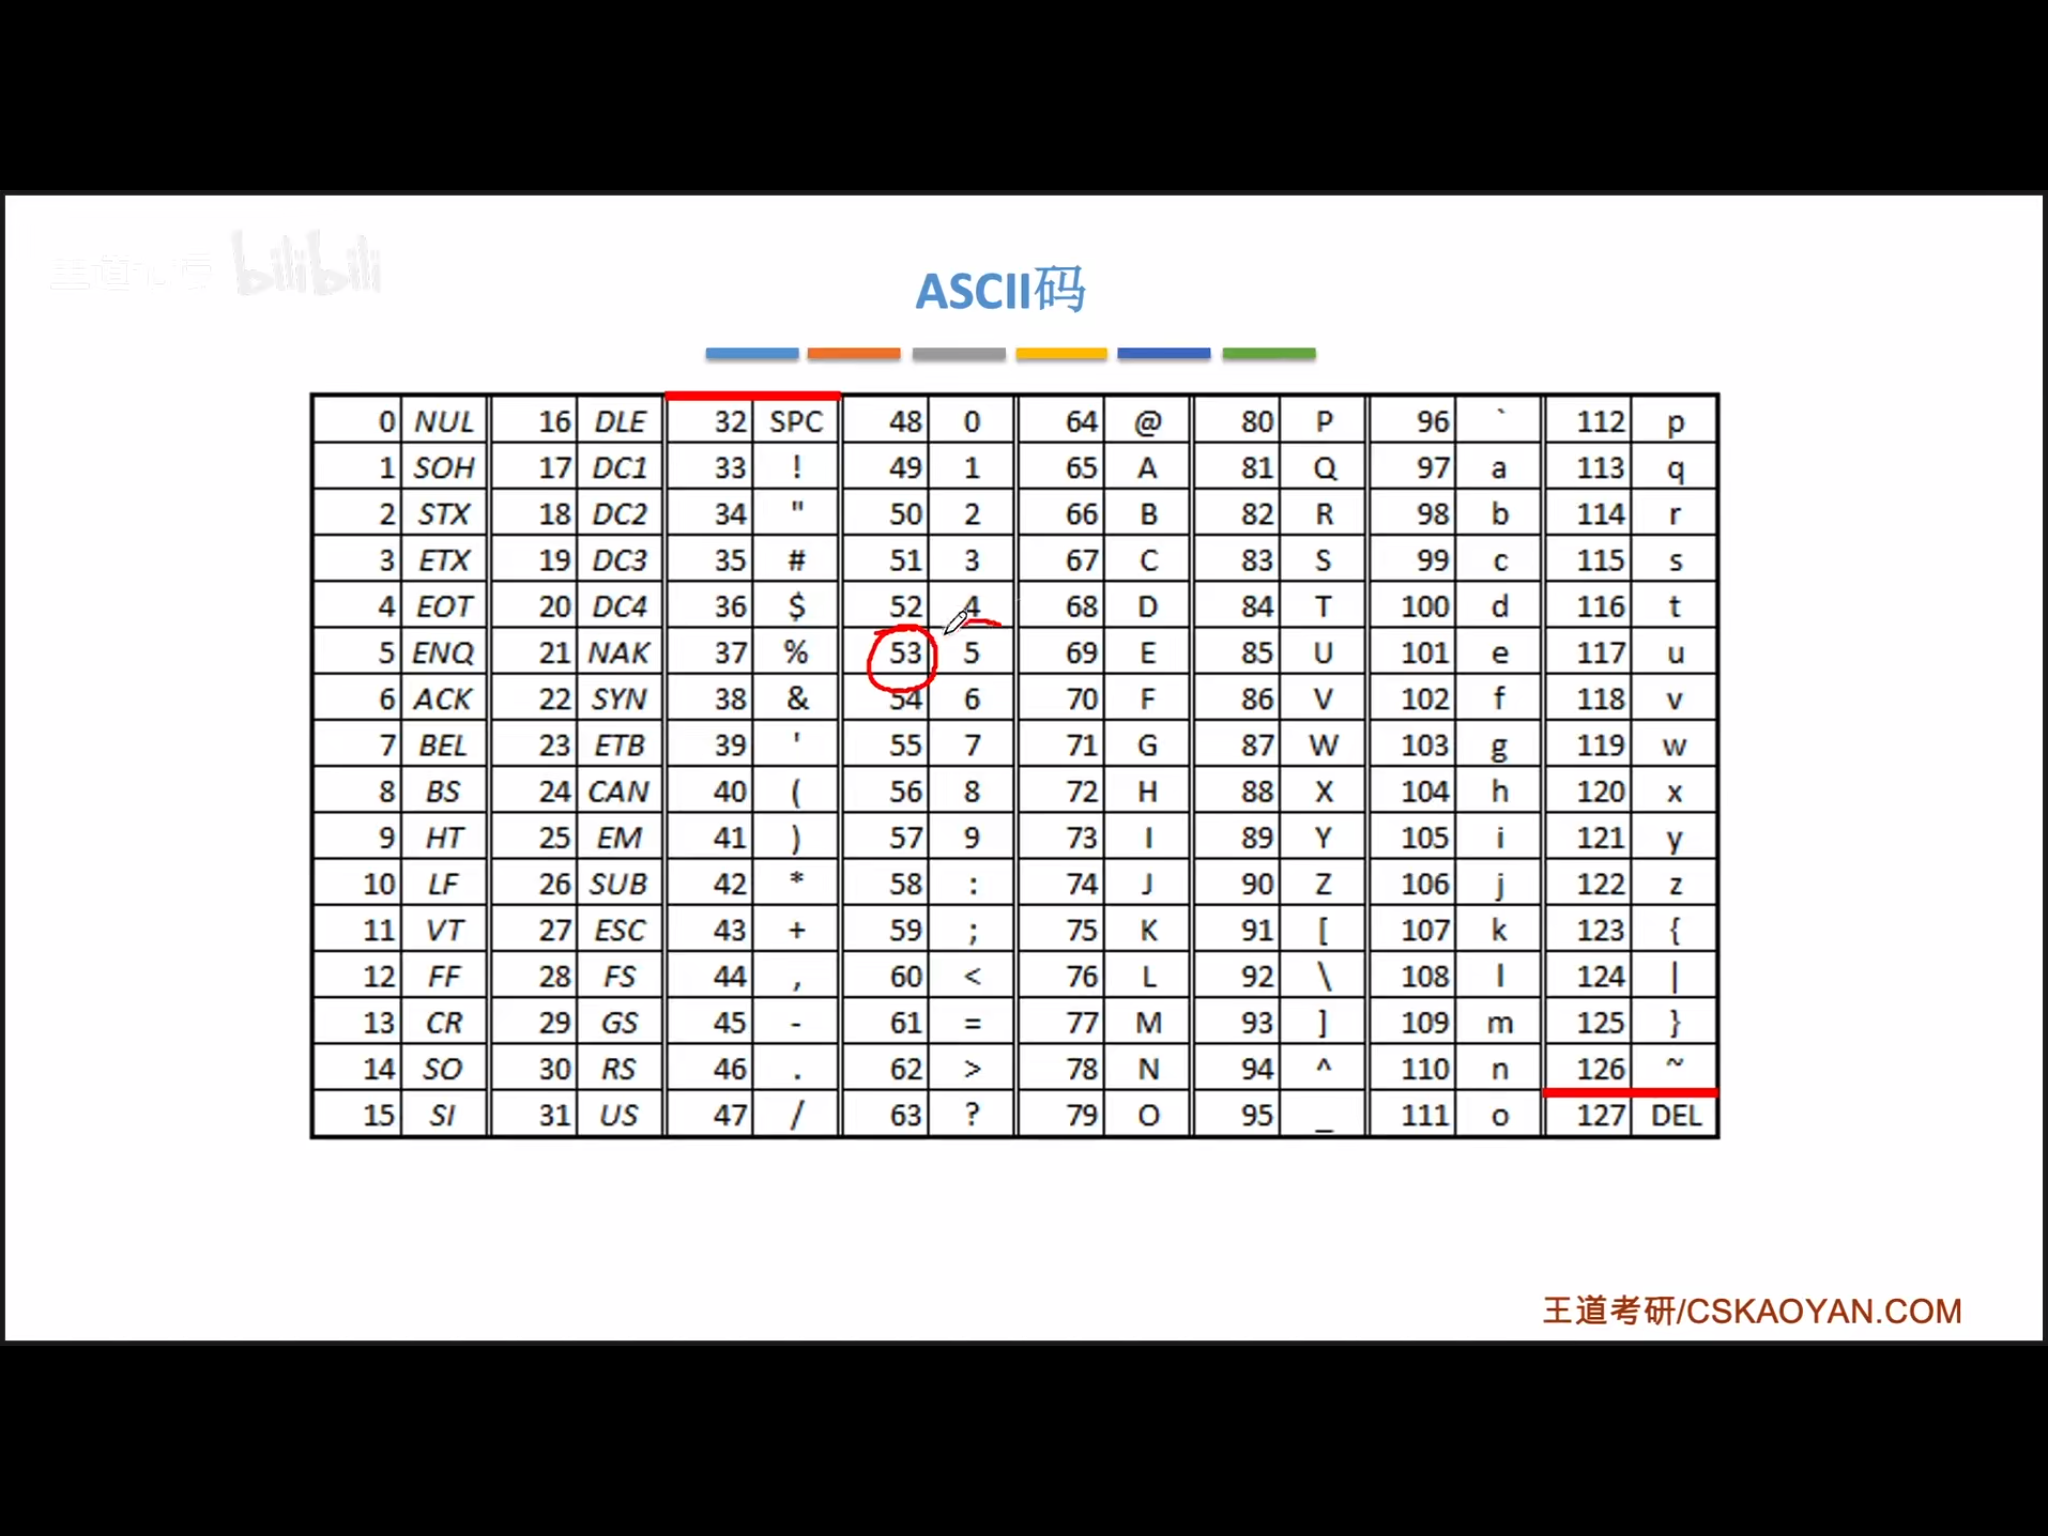 bilibili
ASCII码
0 NUL 16 DLE 32 SPC 48 0 64 @ 80 P 96 ` 112 p
1 SOH 17 DC1 33 ! 49 1 65 A 81 Q 97 a 113 q
2 STX 18 DC2 34 " 50 2 66 B 82 R 98 b 114 r
3 ETX 19 DC3 35 # 51 3 67 C 83 S 99 c 115 s
4 EOT 20 DC4 36 $ 52 4 68 D 84 T 100 d 116 t
5 ENQ 21 NAK 37 % 53 5 69 E 85 U 101 e 117 u
6 ACK 22 SYN 38 & 54 6 70 F 86 V 102 f 118 v
7 BEL 23 ETB 39 ' 55 7 71 G 87 W 103 g 119 w
8 BS 24 CAN 40 ( 56 8 72 H 88 X 104 h 120 x
9 HT 25 EM 41 ) 57 9 73 I 89 Y 105 i 121 y
10 LF 26 SUB 42 * 58 : 74 J 90 Z 106 j 122 z
11 VT 27 ESC 43 + 59 ; 75 K 91 [ 107 k 123 {
12 FF 28 FS 44 , 60 < 76 L 92 \ 108 l 124 |
13 CR 29 GS 45 - 61 = 77 M 93 ] 109 m 125 }
14 SO 30 RS 46 . 62 > 78 N 94 ^ 110 n 126 ~
15 SI 31 US 47 / 63 ? 79 O 95 _ 111 o 127 DEL
王道考研/CSKAOYAN.COM